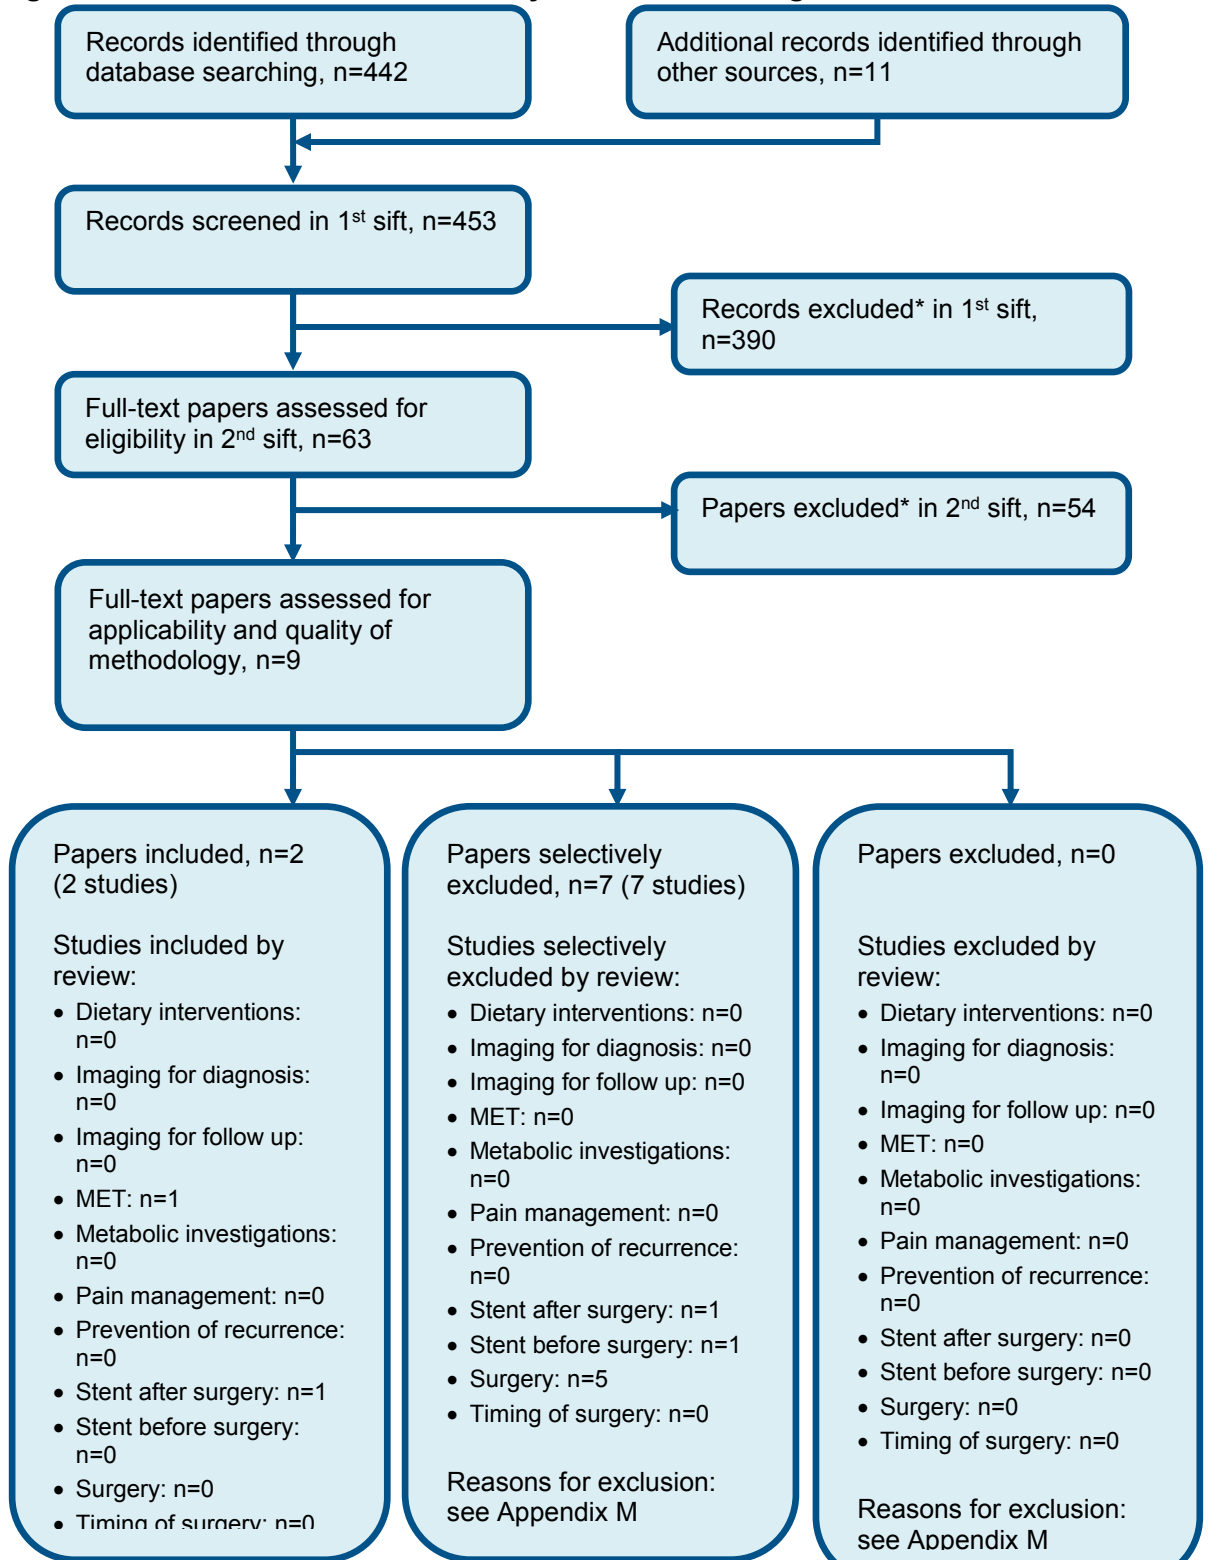 Records identified through
database searching, n=442
Additional records identified through
other sources, n=11
Records screened in 1st sift, n=453
Records excluded* in 1st sift,
n=390
Full-text papers assessed for
eligibility in 2nd sift, n=63
Papers excluded* in 2nd sift, n=54
Full-text papers assessed for
applicability and quality of
methodology, n=9
Papers included, n=2
(2 studies)
Studies included by
review:
• Dietary interventions:
n=0
• Imaging for diagnosis:
n=0
• Imaging for follow up:
n=0
• MET: n=1
• Metabolic investigations:
n=0
• Pain management: n=0
• Prevention of recurrence:
n=0
• Stent after surgery: n=1
• Stent before surgery:
n=0
• Surgery: n=0
• Timing of surgery: n=0
Papers selectively
excluded, n=7 (7 studies)
Studies selectively
excluded by review:
• Dietary interventions: n=0
• Imaging for diagnosis: n=0
• Imaging for follow up: n=0
• MET: n=0
• Metabolic investigations:
n=0
• Pain management: n=0
• Prevention of recurrence:
n=0
• Stent after surgery: n=1
• Stent before surgery: n=1
• Surgery: n=5
• Timing of surgery: n=0
Reasons for exclusion:
see Appendix M
Papers excluded, n=0
Studies excluded by
review:
• Dietary interventions: n=0
• Imaging for diagnosis:
n=0
• Imaging for follow up: n=0
• MET: n=0
• Metabolic investigations:
n=0
• Pain management: n=0
• Prevention of recurrence:
n=0
• Stent after surgery: n=0
• Stent before surgery: n=0
• Surgery: n=0
• Timing of surgery: n=0
Reasons for exclusion:
see Appendix M